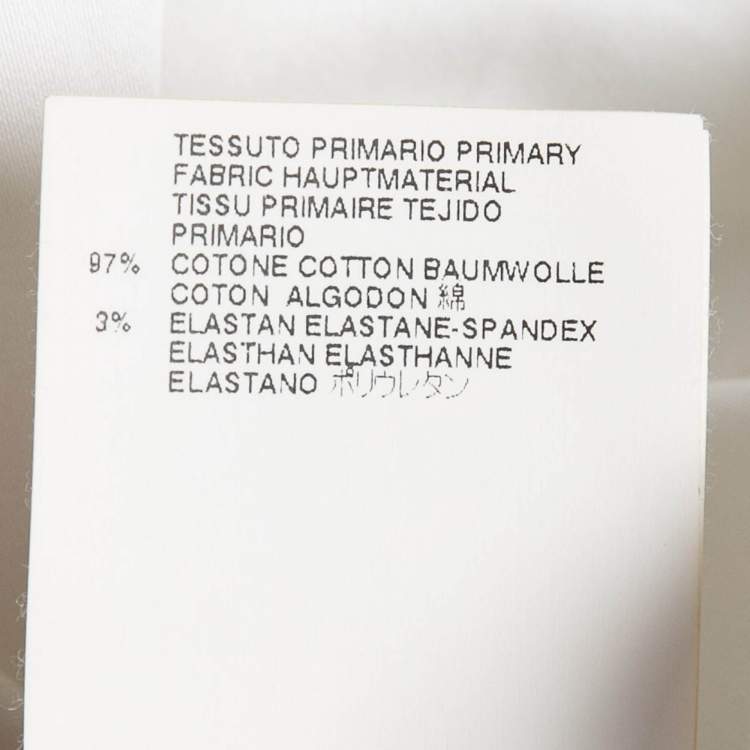 TESSUTO PRIMARIO PRIMARY
FABRIC HAUPTMATERIAL
TISSU PRIMAIRE TEJIDO
PRIMARIO
97% COTONE COTTON BAUMWOLLE
COTON ALGODON 綿
3% ELASTAN ELASTANE-SPANDEX
ELASTHAN ELASTHANNE
ELASTANO ポリウレタン